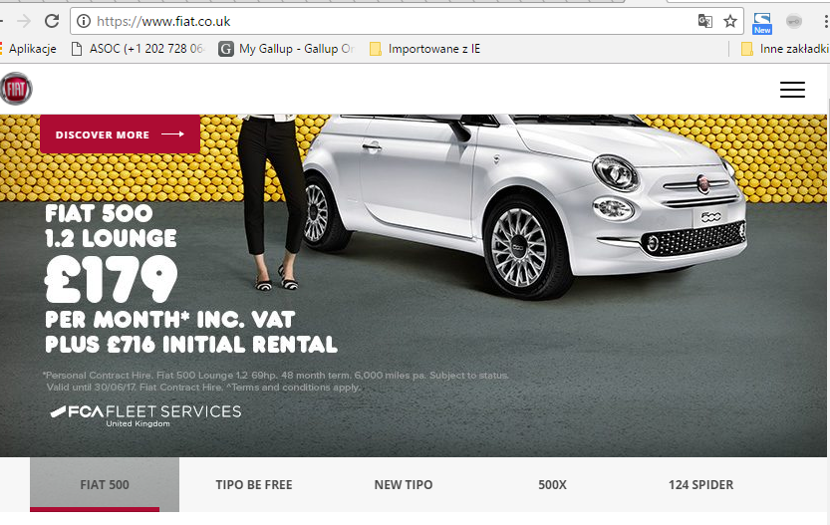 https://www.fiat.co.uk
New
Aplikacje
ASOC (+1 202 728 06
G My Gallup - Gallup On
Importowane z IE
Inne zakładki
FIAT
DISCOVER MORE
500
FIAT 500
1.2 LOUNGE
£179
PER MONTH* INC. VAT
PLUS £716 INITIAL RENTAL
*Personal Contract Hire. Fiat 500 Lounge 1.2 69hp. 48 month term. 6,000 miles pa. Subject to status.
Valid until 30/06/17. Fiat Contract Hire. ^Terms and conditions apply.
FCA FLEET SERVICES
United Kingdom
FIAT 500
TIPO BE FREE
NEW TIPO
500X
124 SPIDER